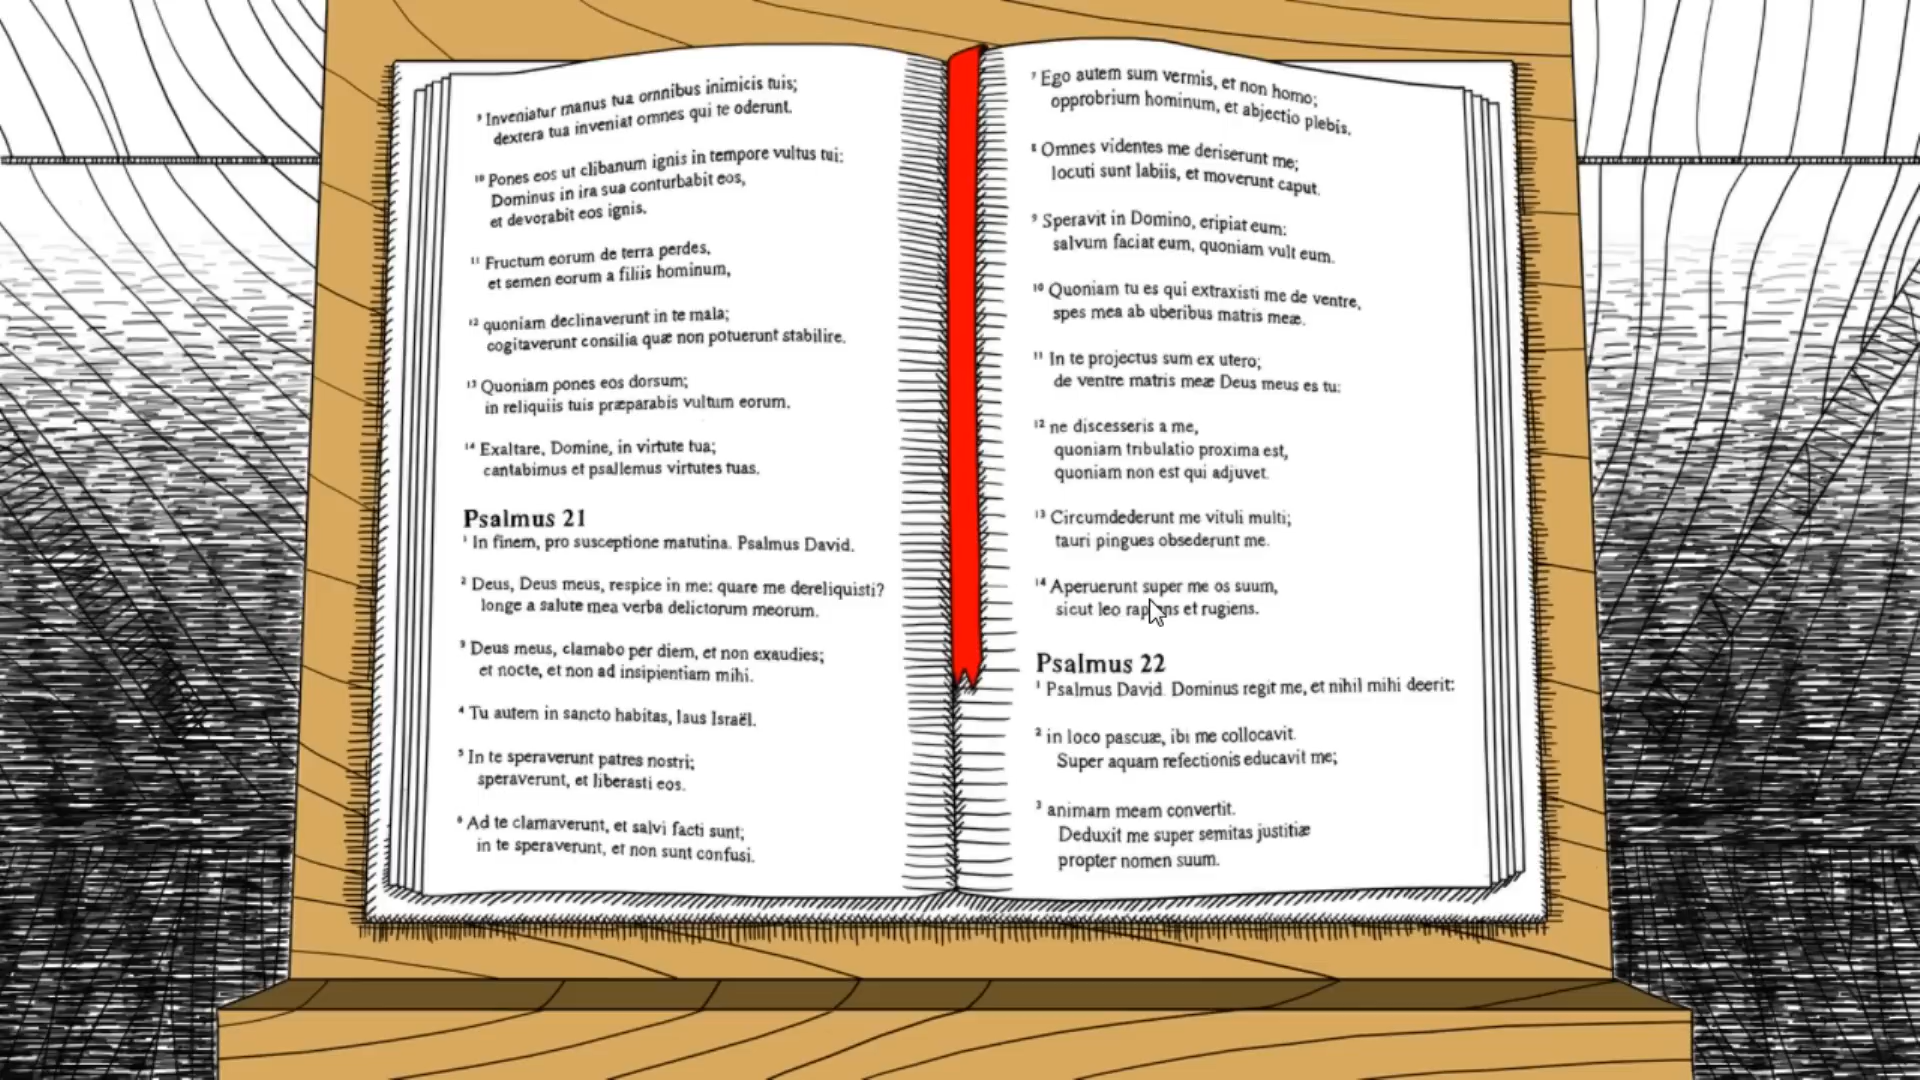 9 Inveniatur manus tua omnibus inimicis tuis;
dextera tua inveniat omnes qui te oderunt.
10 Pones eos ut clibanum ignis in tempore vultus tui:
Dominus in ira sua conturbabit eos,
et devorabit eos ignis.
11 Fructum eorum de terra perdes,
et semen eorum a filiis hominum,
12 quoniam declinaverunt in te mala;
cogitaverunt consilia quæ non potuerunt stabilire.
13 Quoniam pones eos dorsum;
in reliquiis tuis præparabis vultum eorum.
14 Exaltare, Domine, in virtute tua;
cantabimus et psallemus virtutes tuas.
Psalmus 21
1 In finem, pro susceptione matutina. Psalmus David.
2 Deus, Deus meus, respice in me: quare me dereliquisti?
longe a salute mea verba delictorum meorum.
3 Deus meus, clamabo per diem, et non exaudies;
et nocte, et non ad insipientiam mihi.
4 Tu autem in sancto habitas, laus Israël.
5 In te speraverunt patres nostri;
speraverunt, et liberasti eos.
6 Ad te clamaverunt, et salvi facti sunt;
in te speraverunt, et non sunt confusi.
7 Ego autem sum vermis, et non homo;
opprobrium hominum, et abjectio plebis.
8 Omnes videntes me deriserunt me;
locuti sunt labiis, et moverunt caput.
9 Speravit in Domino, eripiat eum:
salvum faciat eum, quoniam vult eum.
10 Quoniam tu es qui extraxisti me de ventre,
spes mea ab uberibus matris meæ.
11 In te projectus sum ex utero;
de ventre matris meæ Deus meus es tu:
12 ne discesseris a me,
quoniam tribulatio proxima est,
quoniam non est qui adjuvet.
13 Circumdederunt me vituli multi;
tauri pingues obsederunt me.
14 Aperuerunt super me os suum,
sicut leo rapiens et rugiens.
Psalmus 22
1 Psalmus David. Dominus regit me, et nihil mihi deerit:
2 in loco pascuæ, ibi me collocavit.
Super aquam refectionis educavit me;
3 animam meam convertit.
Deduxit me super semitas justitiæ
propter nomen suum.